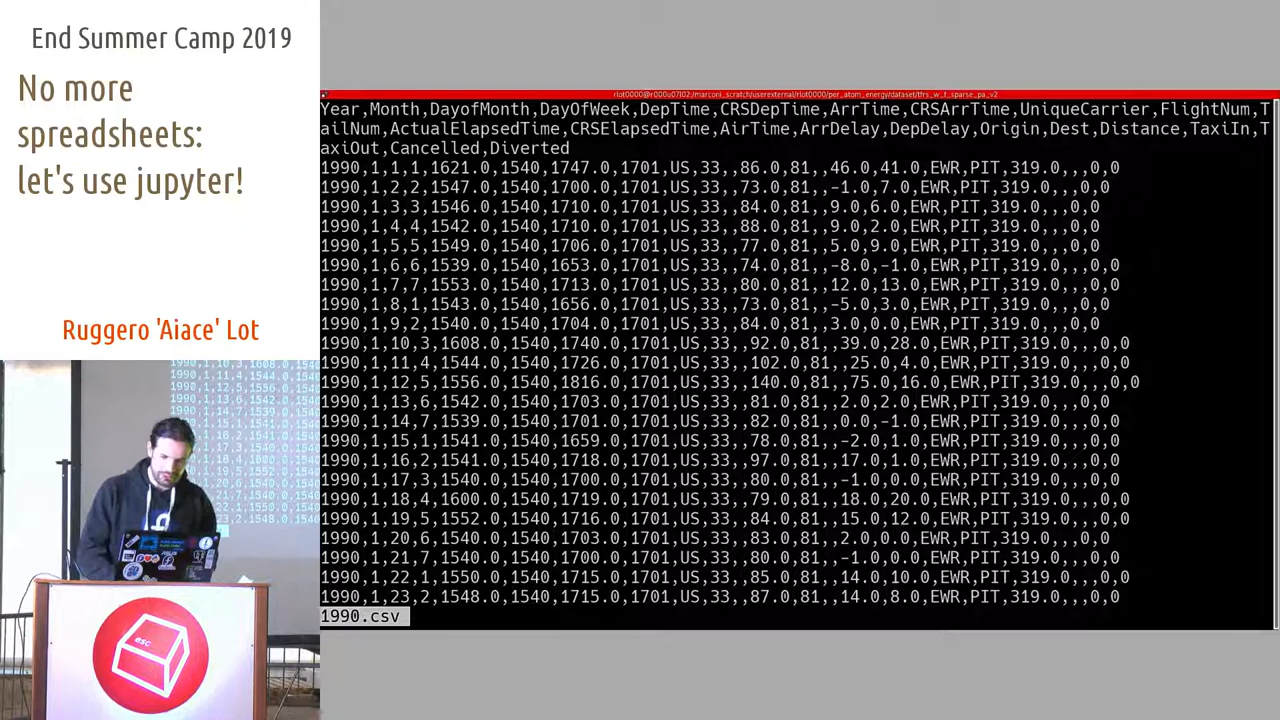 End Summer Camp 2019
No more
spreadsheets:
let's use jupyter!
Ruggero 'Aiace' Lot
Year,Month,DayofMonth,DayOfWeek,DepTime,CRSDepTime,ArrTime,CRSArrTime,UniqueCarrier,FlightNum,T
ailNum,ActualElapsedTime,CRSElapsedTime,AirTime,ArrDelay,DepDelay,Origin,Dest,Distance,TaxiIn,T
axiOut,Cancelled,Diverted
1990,1,1,1,1621.0,1540,1747.0,1701,US,33,,86.0,81,,46.0,41.0,EWR,PIT,319.0,,,0,0
1990,1,2,2,1547.0,1540,1700.0,1701,US,33,,73.0,81,,-1.0,7.0,EWR,PIT,319.0,,,0,0
1990,1,3,3,1546.0,1540,1710.0,1701,US,33,,84.0,81,,9.0,6.0,EWR,PIT,319.0,,,0,0
1990,1,4,4,1542.0,1540,1710.0,1701,US,33,,88.0,81,,9.0,2.0,EWR,PIT,319.0,,,0,0
1990,1,5,5,1549.0,1540,1706.0,1701,US,33,,77.0,81,,5.0,9.0,EWR,PIT,319.0,,,0,0
1990,1,6,6,1539.0,1540,1653.0,1701,US,33,,74.0,81,,-8.0,-1.0,EWR,PIT,319.0,,,0,0
1990,1,7,7,1553.0,1540,1713.0,1701,US,33,,80.0,81,,12.0,13.0,EWR,PIT,319.0,,,0,0
1990,1,8,1,1543.0,1540,1656.0,1701,US,33,,73.0,81,,-5.0,3.0,EWR,PIT,319.0,,,0,0
1990,1,9,2,1540.0,1540,1704.0,1701,US,33,,84.0,81,,3.0,0.0,EWR,PIT,319.0,,,0,0
1990,1,10,3,1608.0,1540,1740.0,1701,US,33,,92.0,81,,39.0,28.0,EWR,PIT,319.0,,,0,0
1990,1,11,4,1544.0,1540,1726.0,1701,US,33,,102.0,81,,25.0,4.0,EWR,PIT,319.0,,,0,0
1990,1,12,5,1556.0,1540,1816.0,1701,US,33,,140.0,81,,75.0,16.0,EWR,PIT,319.0,,,0,0
1990,1,13,6,1542.0,1540,1703.0,1701,US,33,,81.0,81,,2.0,2.0,EWR,PIT,319.0,,,0,0
1990,1,14,7,1539.0,1540,1701.0,1701,US,33,,82.0,81,,0.0,-1.0,EWR,PIT,319.0,,,0,0
1990,1,15,1,1541.0,1540,1659.0,1701,US,33,,78.0,81,,-2.0,1.0,EWR,PIT,319.0,,,0,0
1990,1,16,2,1541.0,1540,1718.0,1701,US,33,,97.0,81,,17.0,1.0,EWR,PIT,319.0,,,0,0
1990,1,17,3,1540.0,1540,1700.0,1701,US,33,,80.0,81,,-1.0,0.0,EWR,PIT,319.0,,,0,0
1990,1,18,4,1600.0,1540,1719.0,1701,US,33,,79.0,81,,18.0,20.0,EWR,PIT,319.0,,,0,0
1990,1,19,5,1552.0,1540,1716.0,1701,US,33,,84.0,81,,15.0,12.0,EWR,PIT,319.0,,,0,0
1990,1,20,6,1540.0,1540,1703.0,1701,US,33,,83.0,81,,2.0,0.0,EWR,PIT,319.0,,,0,0
1990,1,21,7,1540.0,1540,1700.0,1701,US,33,,80.0,81,,-1.0,0.0,EWR,PIT,319.0,,,0,0
1990,1,22,1,1550.0,1540,1715.0,1701,US,33,,85.0,81,,14.0,10.0,EWR,PIT,319.0,,,0,0
1990,1,23,2,1548.0,1540,1715.0,1701,US,33,,87.0,81,,14.0,8.0,EWR,PIT,319.0,,,0,0
1990.csv
esc